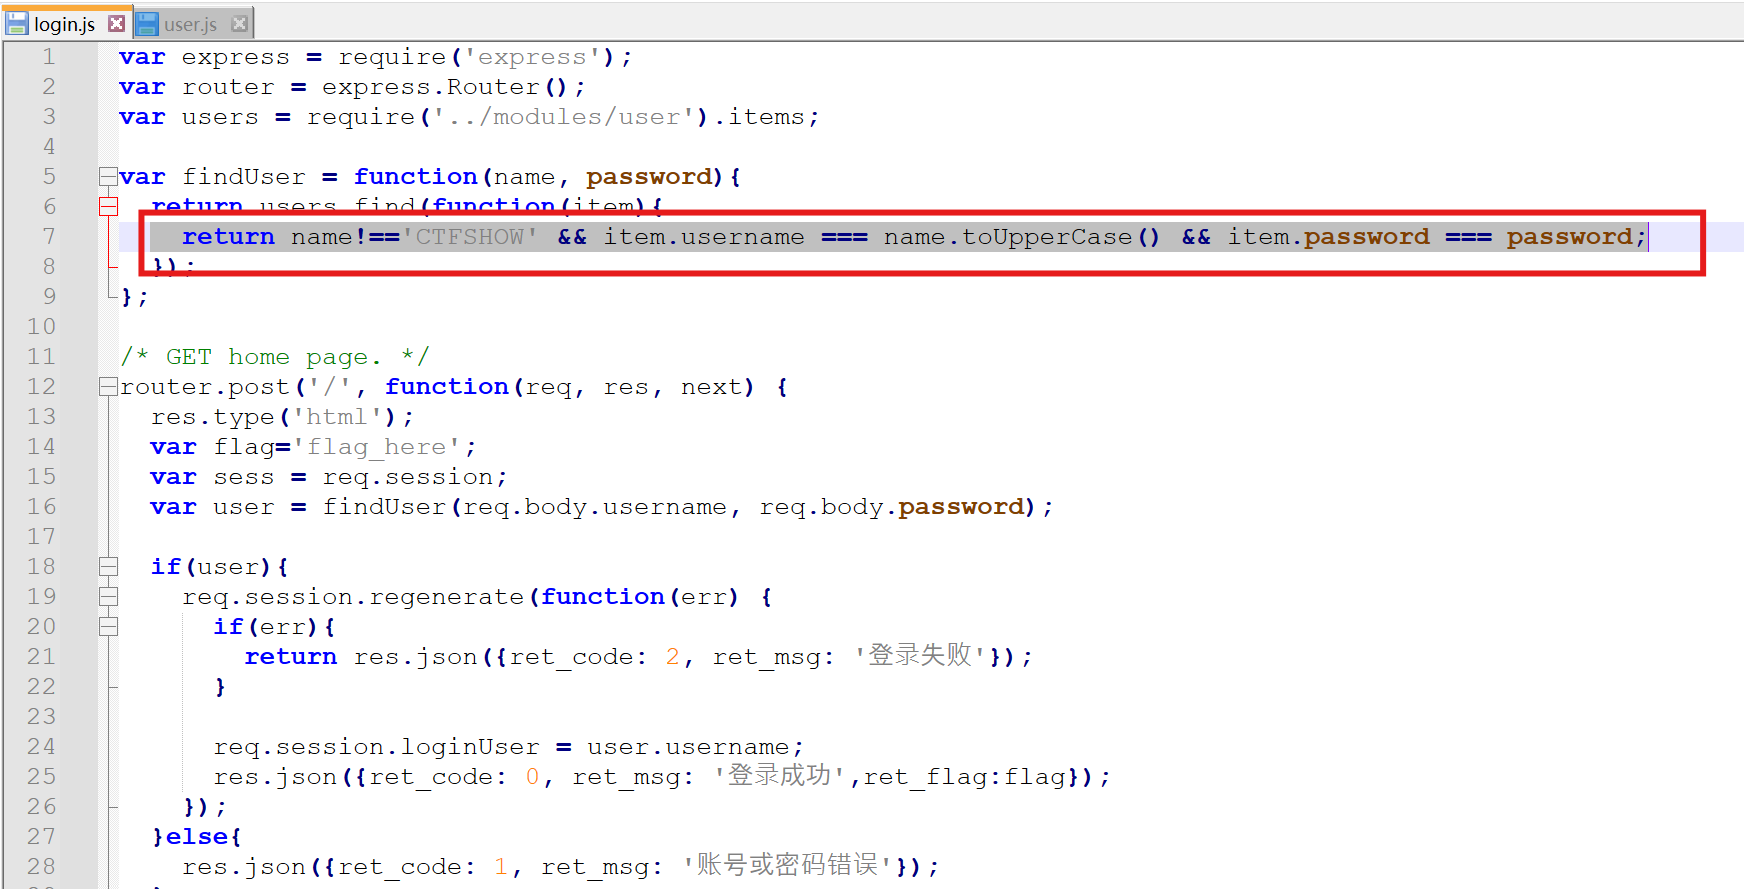 login.js user.js
1 var express = require('express');
2 var router = express.Router();
3 var users = require('../modules/user').items;
4
5 var findUser = function(name, password){
6   return users.find(function(item){
7     return name!=='CTFSHOW' && item.username === name.toUpperCase() && item.password === password;
8   });
9 };
10
11 /* GET home page. */
12 router.post('/', function(req, res, next) {
13   res.type('html');
14   var flag='flag_here';
15   var sess = req.session;
16   var user = findUser(req.body.username, req.body.password);
17
18   if(user){
19     req.session.regenerate(function(err) {
20       if(err){
21         return res.json({ret_code: 2, ret_msg: '登录失败'});
22       }
23
24       req.session.loginUser = user.username;
25       res.json({ret_code: 0, ret_msg: '登录成功',ret_flag:flag});
26     });
27   }else{
28     res.json({ret_code: 1, ret_msg: '账号或密码错误'});